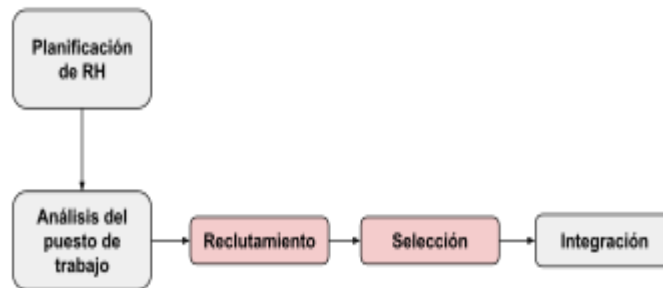 Planificación
de RH
Análisis del
puesto de
trabajo
Reclutamiento
Selección
Integración